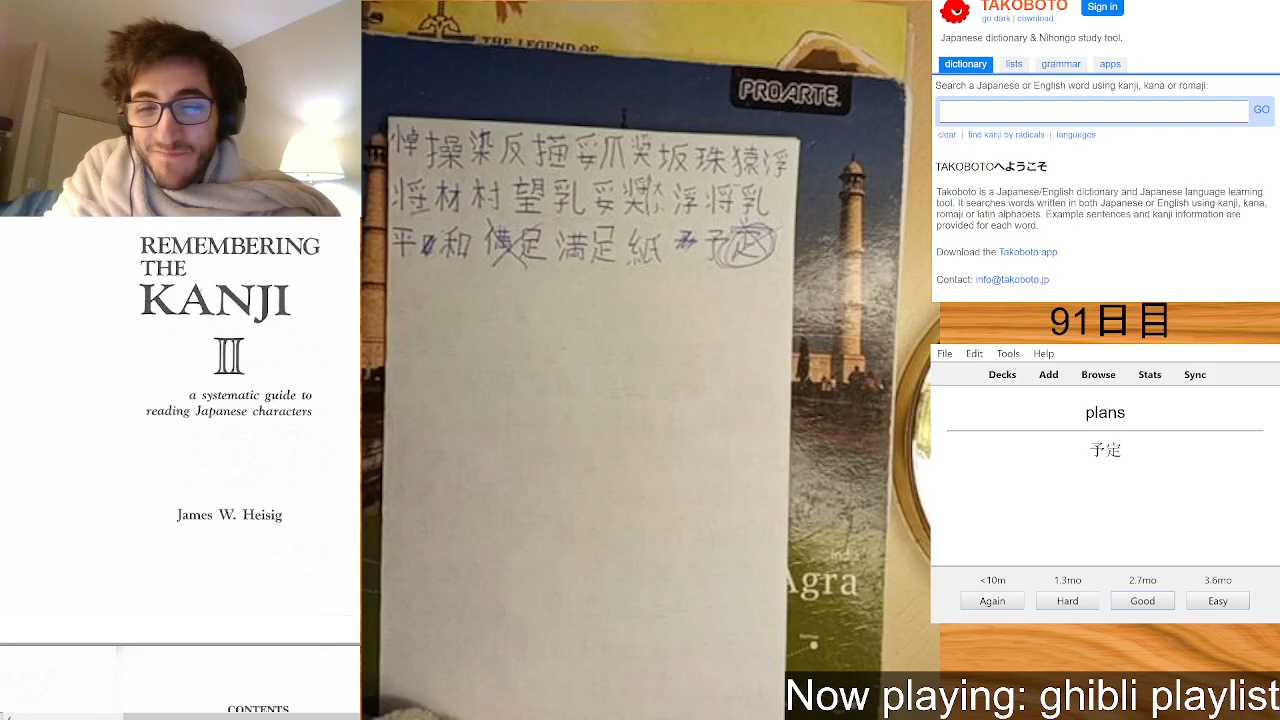 REMEMBERING
THE
KANJI
II
a systematic guide to
reading Japanese characters
James W. Heisig
CONTENTS
THE LEGEND OF
PROARTE
悼操染反描妥爪奨坂珠猿浮
将材村望乳妥 浮将乳
平 和 足 満足 紙 予定
Agra
TAKOBOTO
Sign in
go dark | download
Japanese dictionary & Nihongo study tool.
dictionary lists grammar apps
Search a Japanese or English word using kanji, kana or romaji:
GO
clear | find kanji by radicals | languages
TAKOBOTOへようこそ
Takoboto is a Japanese/English dictionary and Japanese language learning
tool. It searches words written in both Japanese or English using kanji, kana,
romaji or latin alphabets. Example sentences and kanji information are
provided for each word.
Download the Takoboto app
Contact: info@takoboto.jp
91日目
File Edit Tools Help
Decks Add Browse Stats Sync
plans
予定
<10m 1.3mo 2.7mo 3.6mo
Again Hard Good Easy
Now playing: ghibli playlist